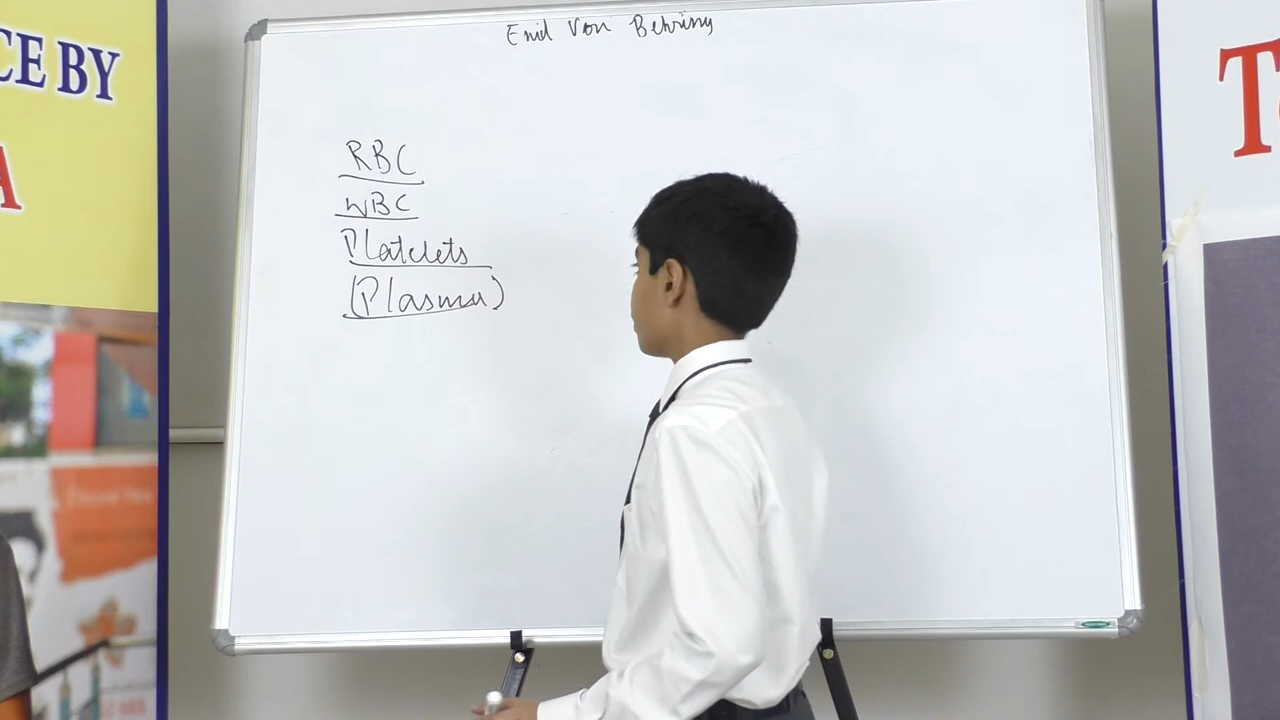 CE BY
A
Emil Von Behring
RBC
WBC
Platelets
(Plasma)
T